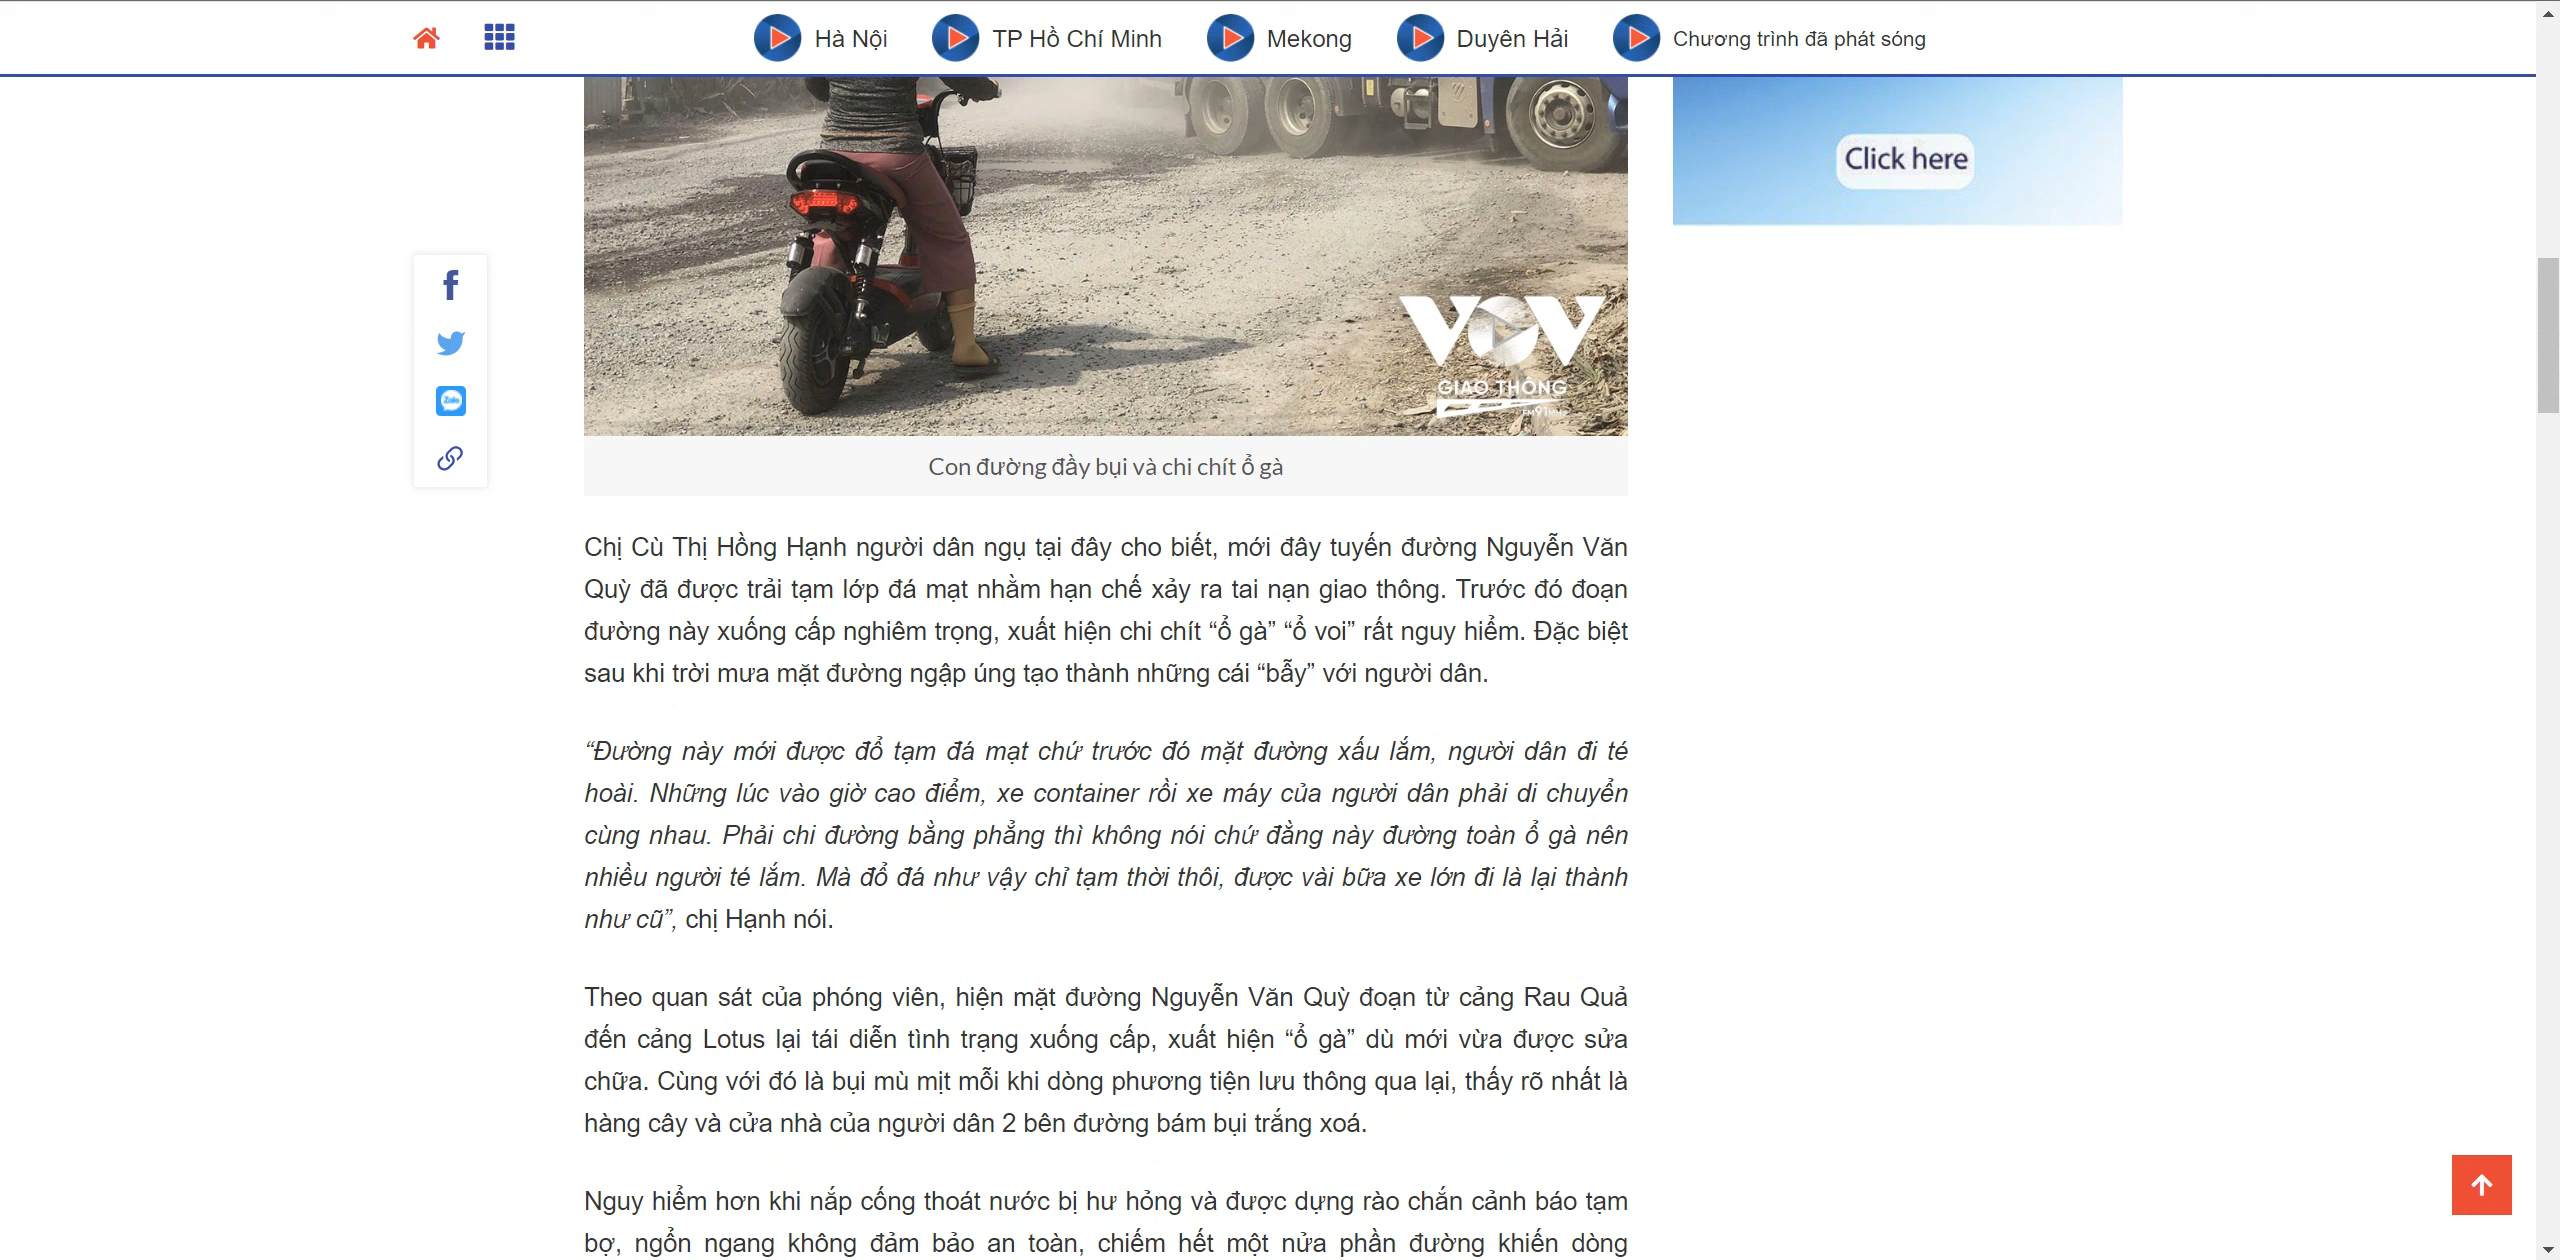 Hà Nội
TP Hồ Chí Minh
Mekong
Duyên Hải
Chương trình đã phát sóng
Click here
Zalo
VOV
GIAO THÔNG
FM91MHz
Con đường đầy bụi và chi chít ổ gà
Chị Cù Thị Hồng Hạnh người dân ngụ tại đây cho biết, mới đây tuyến đường Nguyễn Văn
Quỳ đã được trải tạm lớp đá mạt nhằm hạn chế xảy ra tai nạn giao thông. Trước đó đoạn
đường này xuống cấp nghiêm trọng, xuất hiện chi chít “ổ gà” “ổ voi” rất nguy hiểm. Đặc biệt
sau khi trời mưa mặt đường ngập úng tạo thành những cái “bẫy” với người dân.
“Đường này mới được đổ tạm đá mạt chứ trước đó mặt đường xấu lắm, người dân đi té
hoài. Những lúc vào giờ cao điểm, xe container rồi xe máy của người dân phải di chuyển
cùng nhau. Phải chi đường bằng phẳng thì không nói chứ đằng này đường toàn ổ gà nên
nhiều người té lắm. Mà đổ đá như vậy chỉ tạm thời thôi, được vài bữa xe lớn đi là lại thành
như cũ”, chị Hạnh nói.
Theo quan sát của phóng viên, hiện mặt đường Nguyễn Văn Quỳ đoạn từ cảng Rau Quả
đến cảng Lotus lại tái diễn tình trạng xuống cấp, xuất hiện “ổ gà” dù mới vừa được sửa
chữa. Cùng với đó là bụi mù mịt mỗi khi dòng phương tiện lưu thông qua lại, thấy rõ nhất là
hàng cây và cửa nhà của người dân 2 bên đường bám bụi trắng xoá.
Nguy hiểm hơn khi nắp cống thoát nước bị hư hỏng và được dựng rào chắn cảnh báo tạm
bợ, ngổn ngang không đảm bảo an toàn, chiếm hết một nửa phần đường khiến dòng